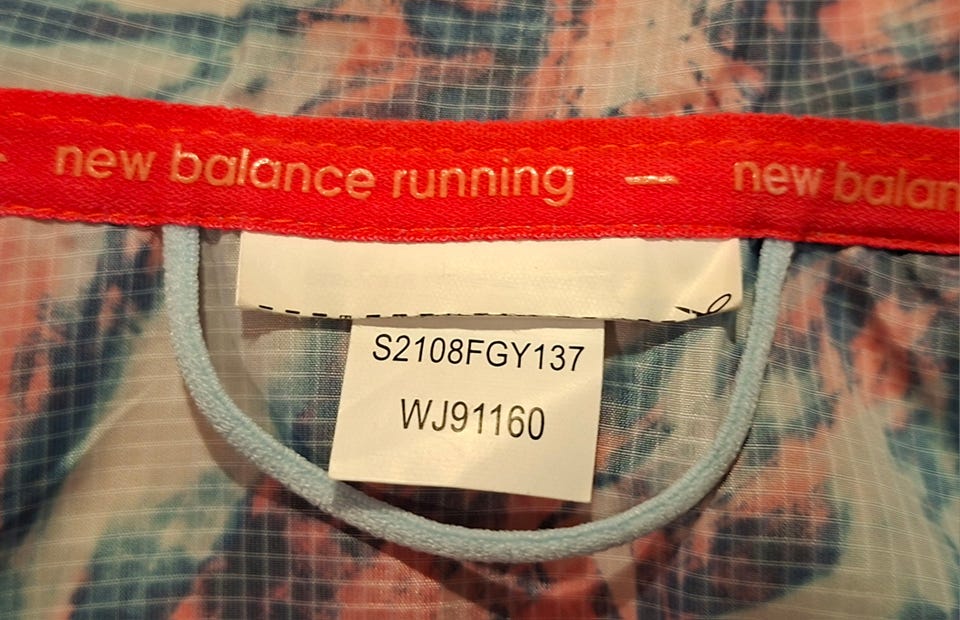 new balance running — new balan
S2108FGY137
WJ91160